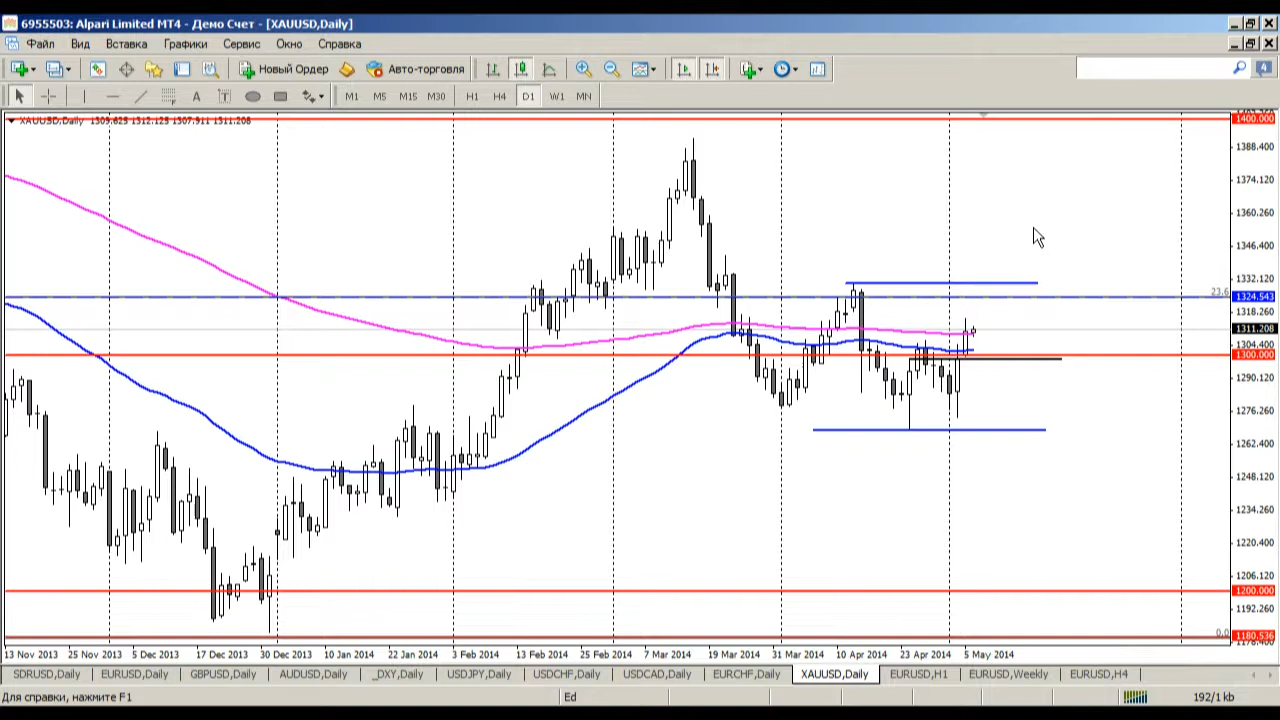 6955503: Alpari Limited MT4 - Демо Счет - [XAUUSD,Daily]
Файл Вид Вставка Графики Сервис Окно Справка
Новый Ордер Авто-торговля
A T M1 M5 M15 M30 H1 H4 D1 W1 MN
XAUUSD,Daily 1309.625 1312.125 1307.911 1311.208
1400.000
1388.400
1374.120
1360.260
1346.400
1332.120
23.6 1324.543
1318.260
1311.208
1304.400
1300.000
1290.120
1276.260
1262.400
1248.120
1234.260
1220.400
1206.120
1200.000
1192.260
0.0 1180.536
13 Nov 2013 25 Nov 2013 5 Dec 2013 17 Dec 2013 30 Dec 2013 10 Jan 2014 22 Jan 2014 3 Feb 2014 13 Feb 2014 25 Feb 2014 7 Mar 2014 19 Mar 2014 31 Mar 2014 10 Apr 2014 23 Apr 2014 5 May 2014
SDRUSD,Daily EURUSD,Daily GBPUSD,Daily AUDUSD,Daily _DXY,Daily USDJPY,Daily USDCHF,Daily USDCAD,Daily EURCHF,Daily XAUUSD,Daily EURUSD,H1 EURUSD,Weekly EURUSD,H4
Для справки, нажмите F1 Ed 192/1 kb